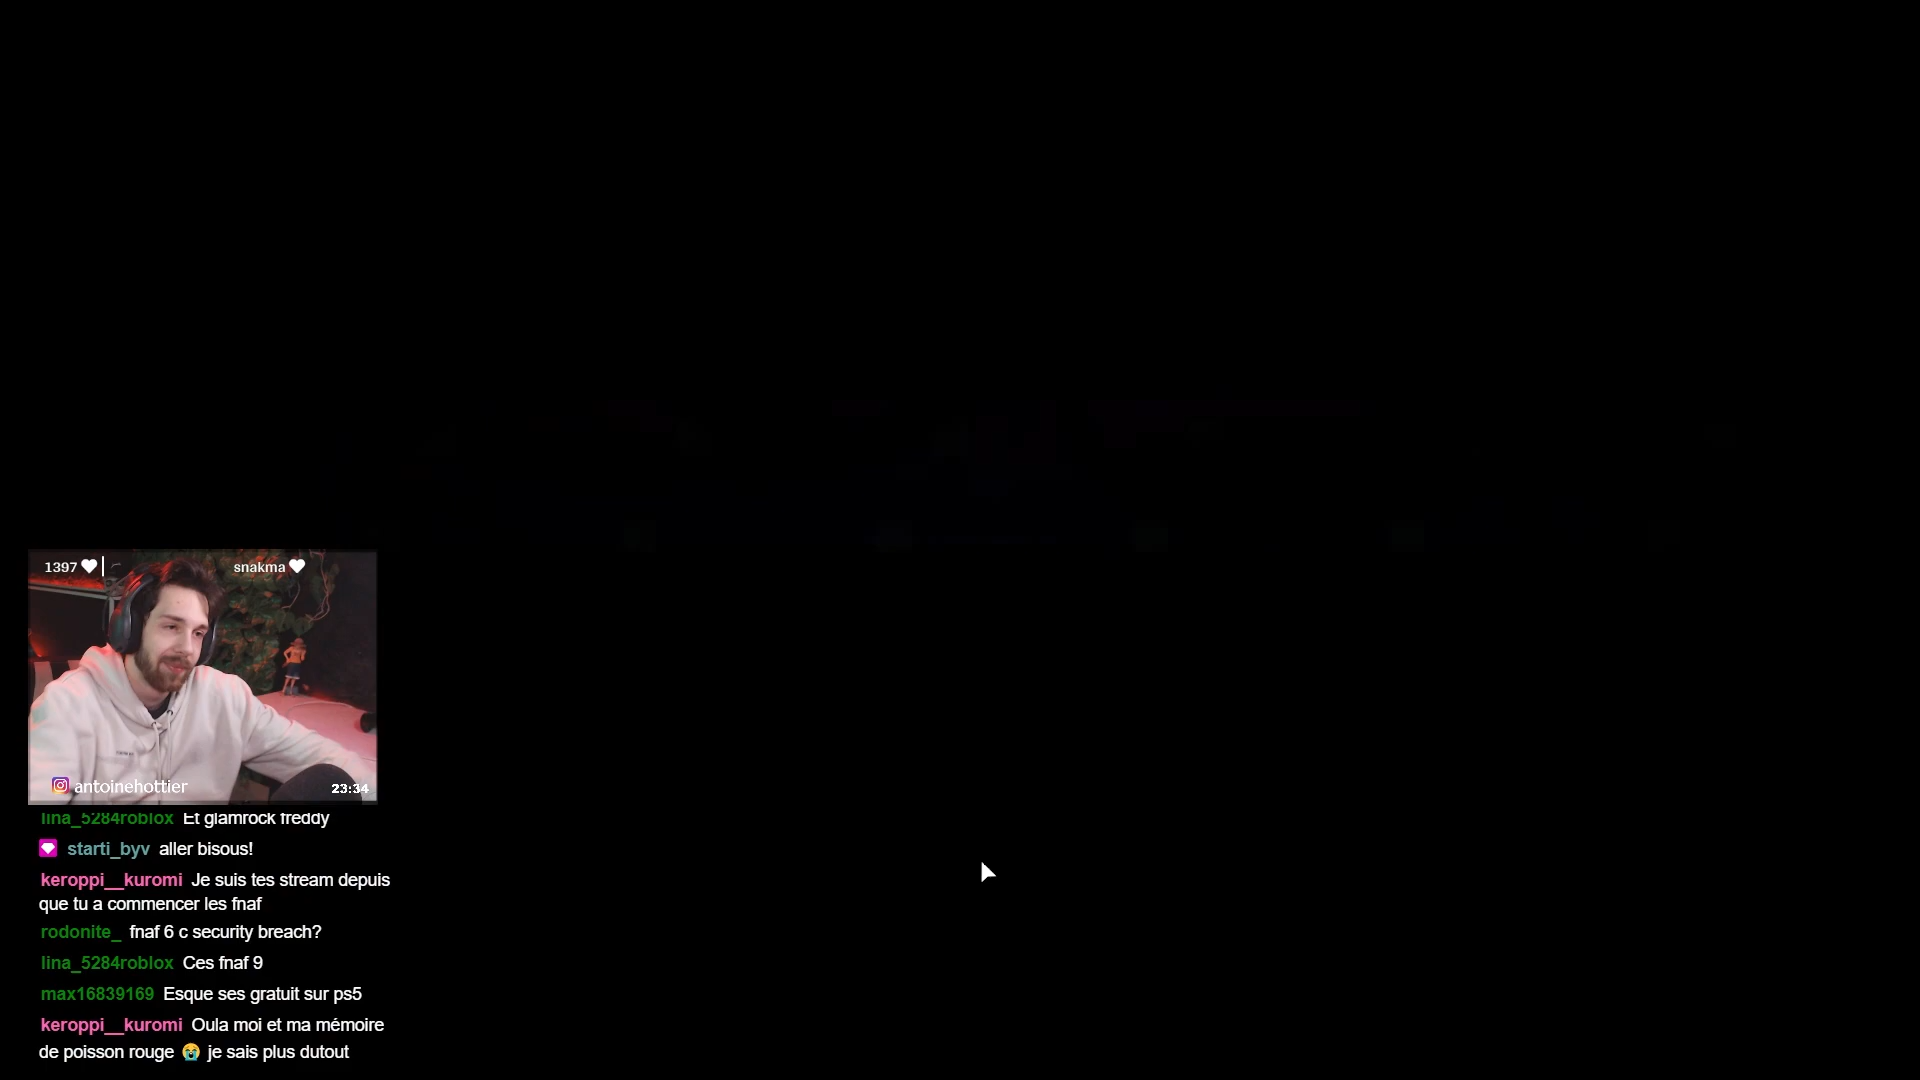 1397
snakma
antoinehottier
23:34
lina_5284roblox Et glamrock freddy
starti_byv aller bisous!
keroppi__kuromi Je suis tes stream depuis
que tu a commencer les fnaf
rodonite_ fnaf 6 c security breach?
lina_5284roblox Ces fnaf 9
max16839169 Esque ses gratuit sur ps5
keroppi__kuromi Oula moi et ma mémoire
de poisson rouge 😭 je sais plus dutout